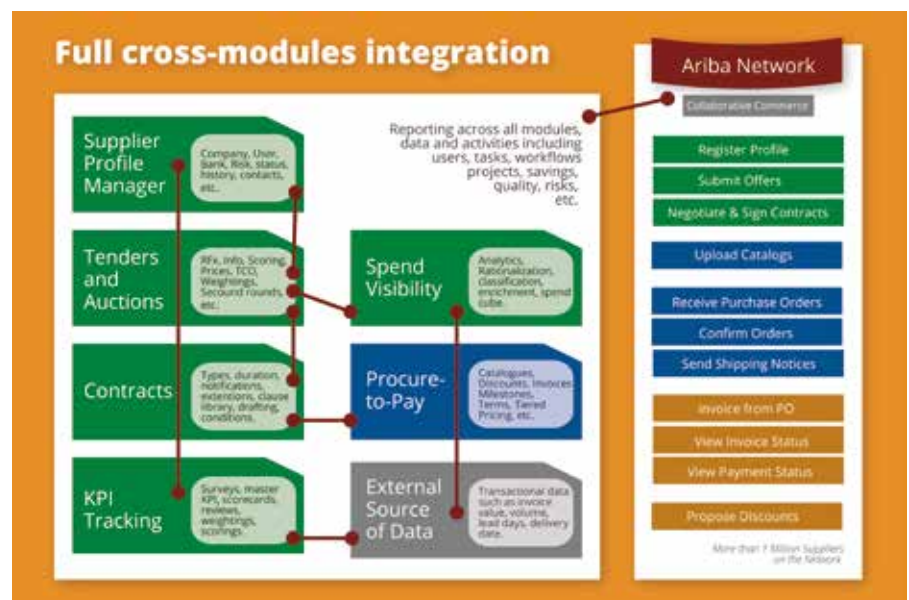 Full cross-modules integration
Supplier
Profile
Manager
Company, User,
Bank, Risk, status,
history, contacts,
etc.
Reporting across all modules,
data and activities including
users, tasks, workflows
projects, savings,
quality, risks,
etc.
Tenders
and
Auctions
RFx, Info, Scoring,
Prices, TCO,
Weightings,
Secound rounds,
etc.
Spend
Visibility
Analytics,
Rationalization,
classification,
enrichment, spend
cube.
Contracts
Types, duration,
notifications,
extentions, clause
library, drafting,
conditions.
Procure-
to-Pay
Catalogues,
Discounts, Invoices
Milestones,
Terms, Tiered
Pricing, etc.
KPI
Tracking
Surveys, master
KPI, scorecards
reviews,
weightings,
scorings.
External
Source
of Data
Transactional data
such as invoice
value, volume,
lead days, delivery
date.
Ariba Network
Collaborative Commerce
Register Profile
Submit Offers
Negotiate & Sign Contracts
Upload Catalogs
Receive Purchase Orders
Confirm Orders
Send Shipping Notices
Invoice from PO
View Invoice Status
View Payment Status
Propose Discounts
More than 1 Million Suppliers
on the Network